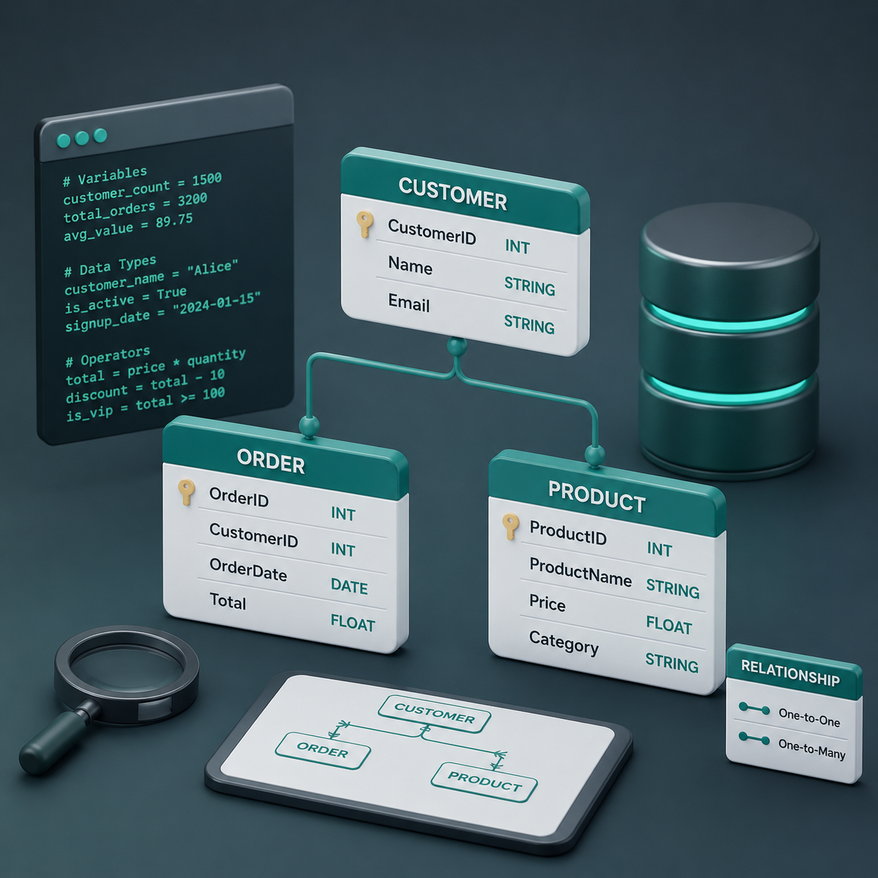 # Variables
customer_count = 1500
total_orders = 3200
avg_value = 89.75
# Data Types
customer_name = "Alice"
is_active = True
signup_date = "2024-01-15"
# Operators
total = price * quantity
discount = total - 10
is_vip = total >= 100
CUSTOMER
CustomerID INT
Name STRING
Email STRING
ORDER
OrderID INT
CustomerID INT
OrderDate DATE
Total FLOAT
PRODUCT
ProductID INT
ProductName STRING
Price FLOAT
Category STRING
RELATIONSHIP
One-to-One
One-to-Many
CUSTOMER
ORDER
PRODUCT